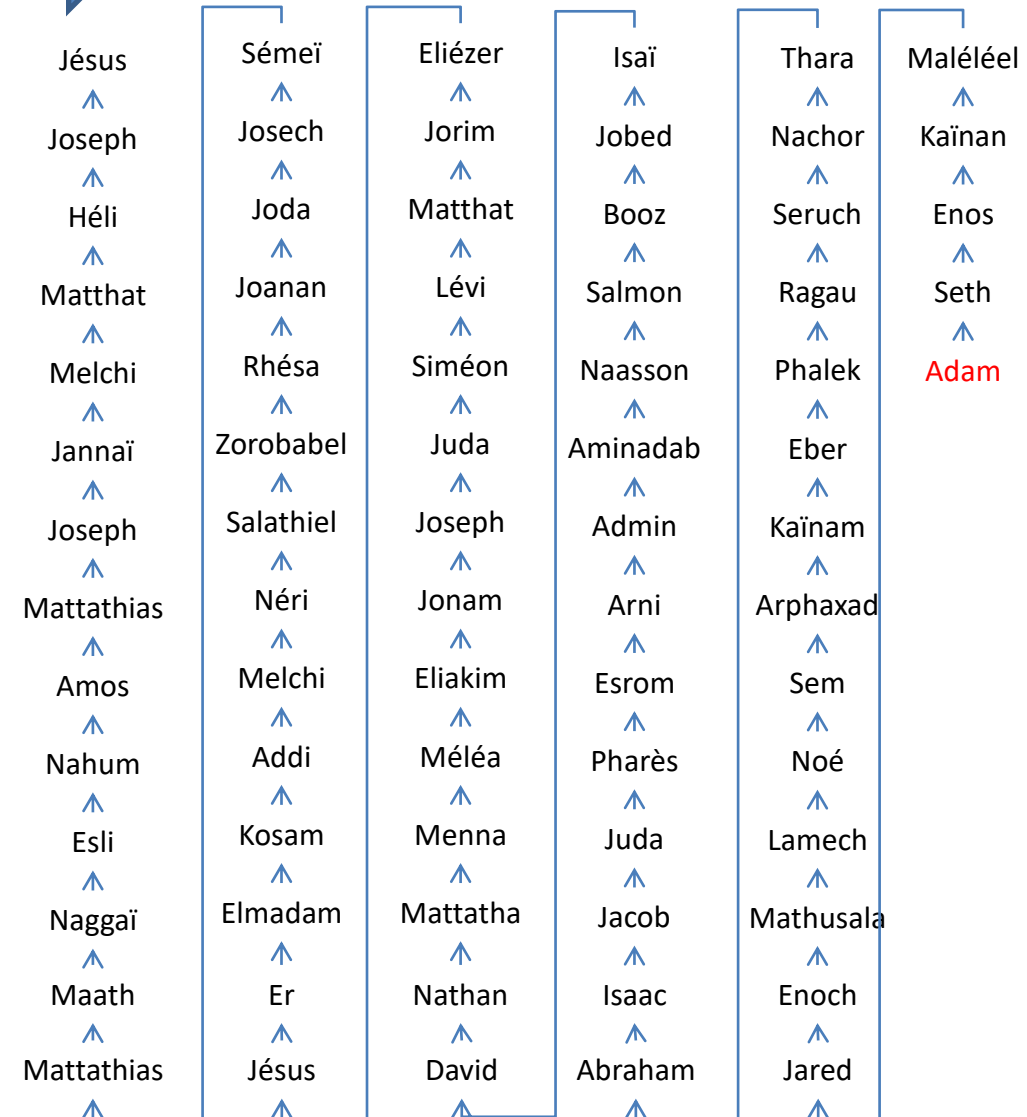 Jésus
Joseph
Héli
Matthat
Melchi
Jannaï
Joseph
Mattathias
Amos
Nahum
Esli
Naggaï
Maath
Mattathias
Sémeï
Josech
Joda
Joanan
Rhésa
Zorobabel
Salathiel
Néri
Melchi
Addi
Kosam
Elmadam
Er
Jésus
Eliézer
Jorim
Matthat
Lévi
Siméon
Juda
Joseph
Jonam
Eliakim
Méléa
Menna
Mattatha
Nathan
David
Isaï
Jobed
Booz
Salmon
Naasson
Aminadab
Admin
Arni
Esrom
Pharès
Juda
Jacob
Isaac
Abraham
Thara
Nachor
Seruch
Ragau
Phalek
Eber
Kaïnam
Arphaxad
Sem
Noé
Lamech
Mathusala
Enoch
Jared
Maléléel
Kaïnan
Enos
Seth
Adam